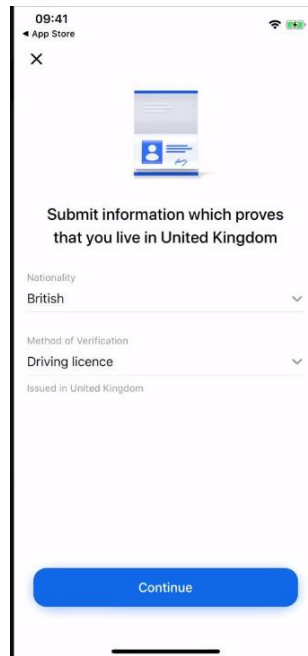 09:41
◀ App Store
Submit information which proves
that you live in United Kingdom
Nationality
British
Method of Verification
Driving licence
Issued in United Kingdom
Continue